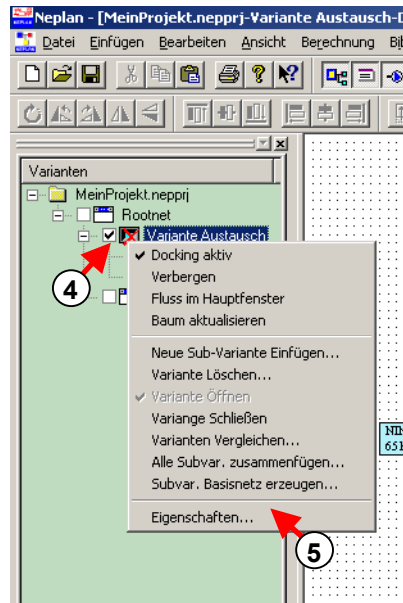 Neplan - [MeinProjekt.nepprj-Variante Austausch-D
Datei Einfügen Bearbeiten Ansicht Berechnung Bi
Varianten
MeinProjekt.nepprj
Rootnet
Variante Austausch
4
Docking aktiv
Verbergen
Fluss im Hauptfenster
Baum aktualisieren
Neue Sub-Variante Einfügen...
Variante Löschen...
Variante Öffnen
Variange Schließen
Varianten Vergleichen...
Alle Subvar. zusammenfügen...
Subvar. Basisnetz erzeugen...
Eigenschaften...
5